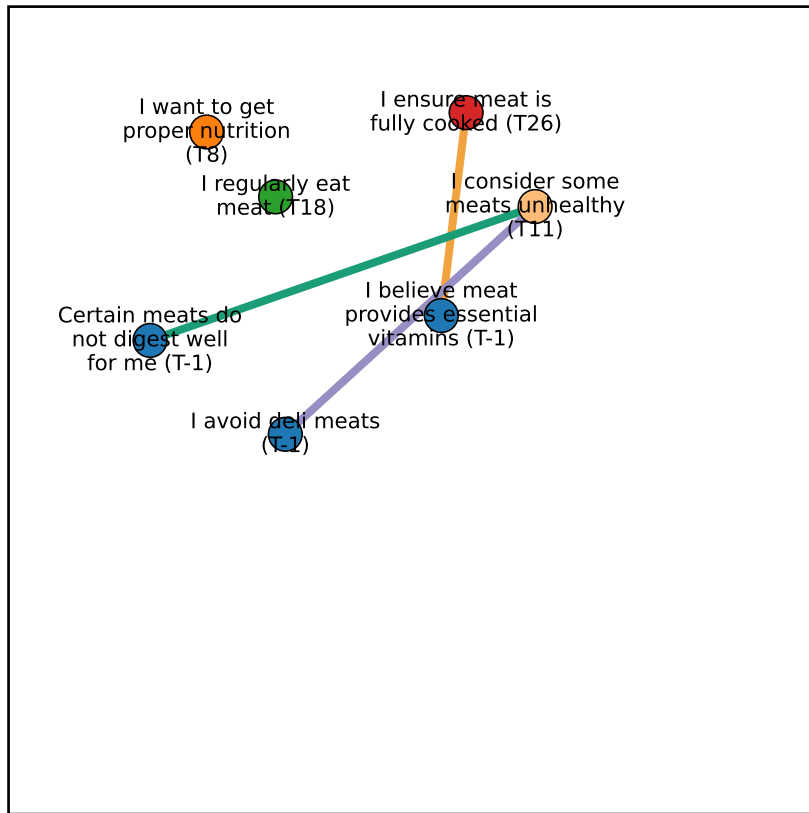 I want to get
proper nutrition
(T8)
I ensure meat is
fully cooked (T26)
I regularly eat
meat (T18)
I consider some
meats unhealthy
(T11)
I believe meat
provides essential
vitamins (T-1)
Certain meats do
not digest well
for me (T-1)
I avoid deli meats
(T-1)